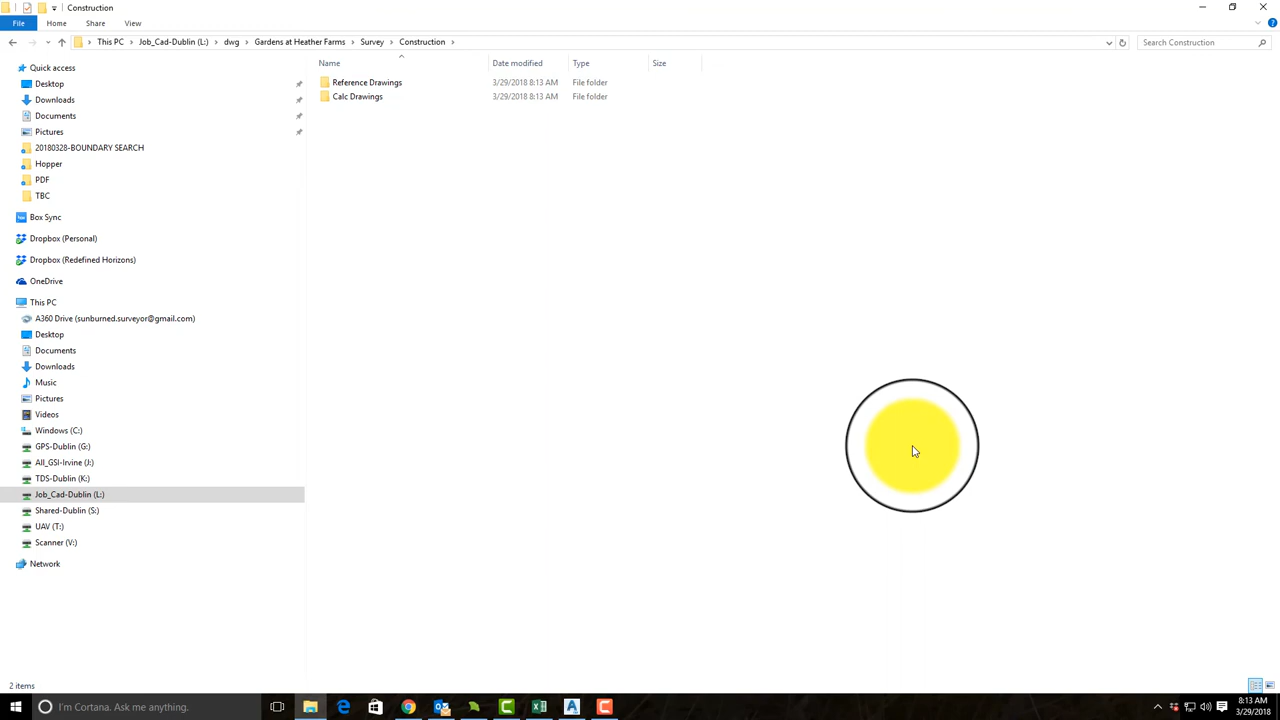 Construction
File Home Share View
This PC Job_Cad-Dublin (L:) dwg Gardens at Heather Farms Survey Construction
Search Construction
Name Date modified Type Size
Reference Drawings 3/29/2018 8:13 AM File folder
Calc Drawings 3/29/2018 8:13 AM File folder
Quick access
Desktop
Downloads
Documents
Pictures
20180328-BOUNDARY SEARCH
Hopper
PDF
TBC
Box Sync
Dropbox (Personal)
Dropbox (Redefined Horizons)
OneDrive
This PC
A360 Drive (sunburned.surveyor@gmail.com)
Desktop
Documents
Downloads
Music
Pictures
Videos
Windows (C:)
GPS-Dublin (G:)
All_GSI-Irvine (J:)
TDS-Dublin (K:)
Job_Cad-Dublin (L:)
Shared-Dublin (S:)
UAV (T:)
Scanner (V:)
Network
2 items
I'm Cortana. Ask me anything.
8:13 AM
3/29/2018